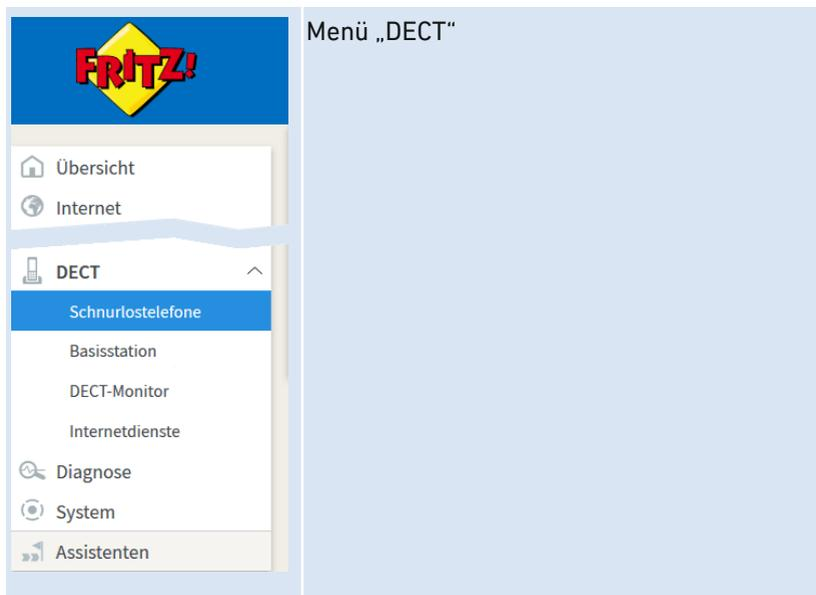 FRITZ!
Menü „DECT“
Übersicht
Internet
DECT
Schnurlostelefone
Basisstation
DECT-Monitor
Internetdienste
Diagnose
System
Assistenten